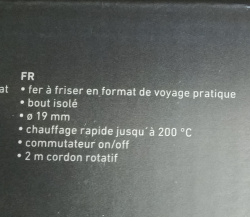 FR
at • fer à friser en format de voyage pratique
• bout isolé
• ø 19 mm
• chauffage rapide jusqu´à 200 °C
• commutateur on/off
• 2 m cordon rotatif